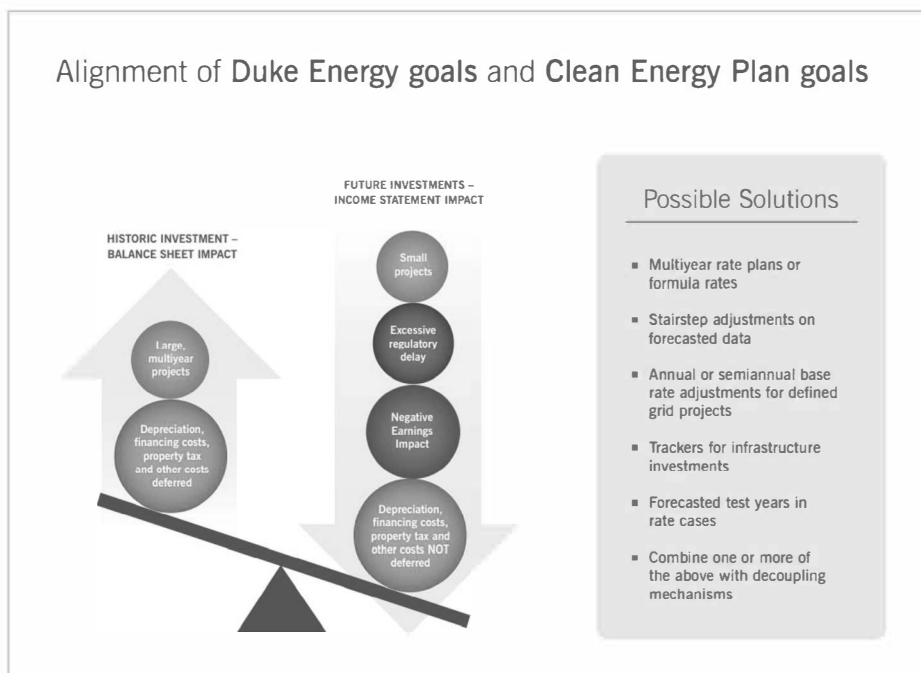 Alignment of Duke Energy goals and Clean Energy Plan goals
HISTORIC INVESTMENT –
BALANCE SHEET IMPACT
Large,
multiyear
projects
Depreciation,
financing costs,
property tax
and other costs
deferred
FUTURE INVESTMENTS –
INCOME STATEMENT IMPACT
Small
projects
Excessive
regulatory
delay
Negative
Earnings
Impact
Depreciation,
financing costs,
property tax and
other costs NOT
deferred
Possible Solutions
▪ Multiyear rate plans or
formula rates
▪ Stairstep adjustments on
forecasted data
▪ Annual or semiannual base
rate adjustments for defined
grid projects
▪ Trackers for infrastructure
investments
▪ Forecasted test years in
rate cases
▪ Combine one or more of
the above with decoupling
mechanisms